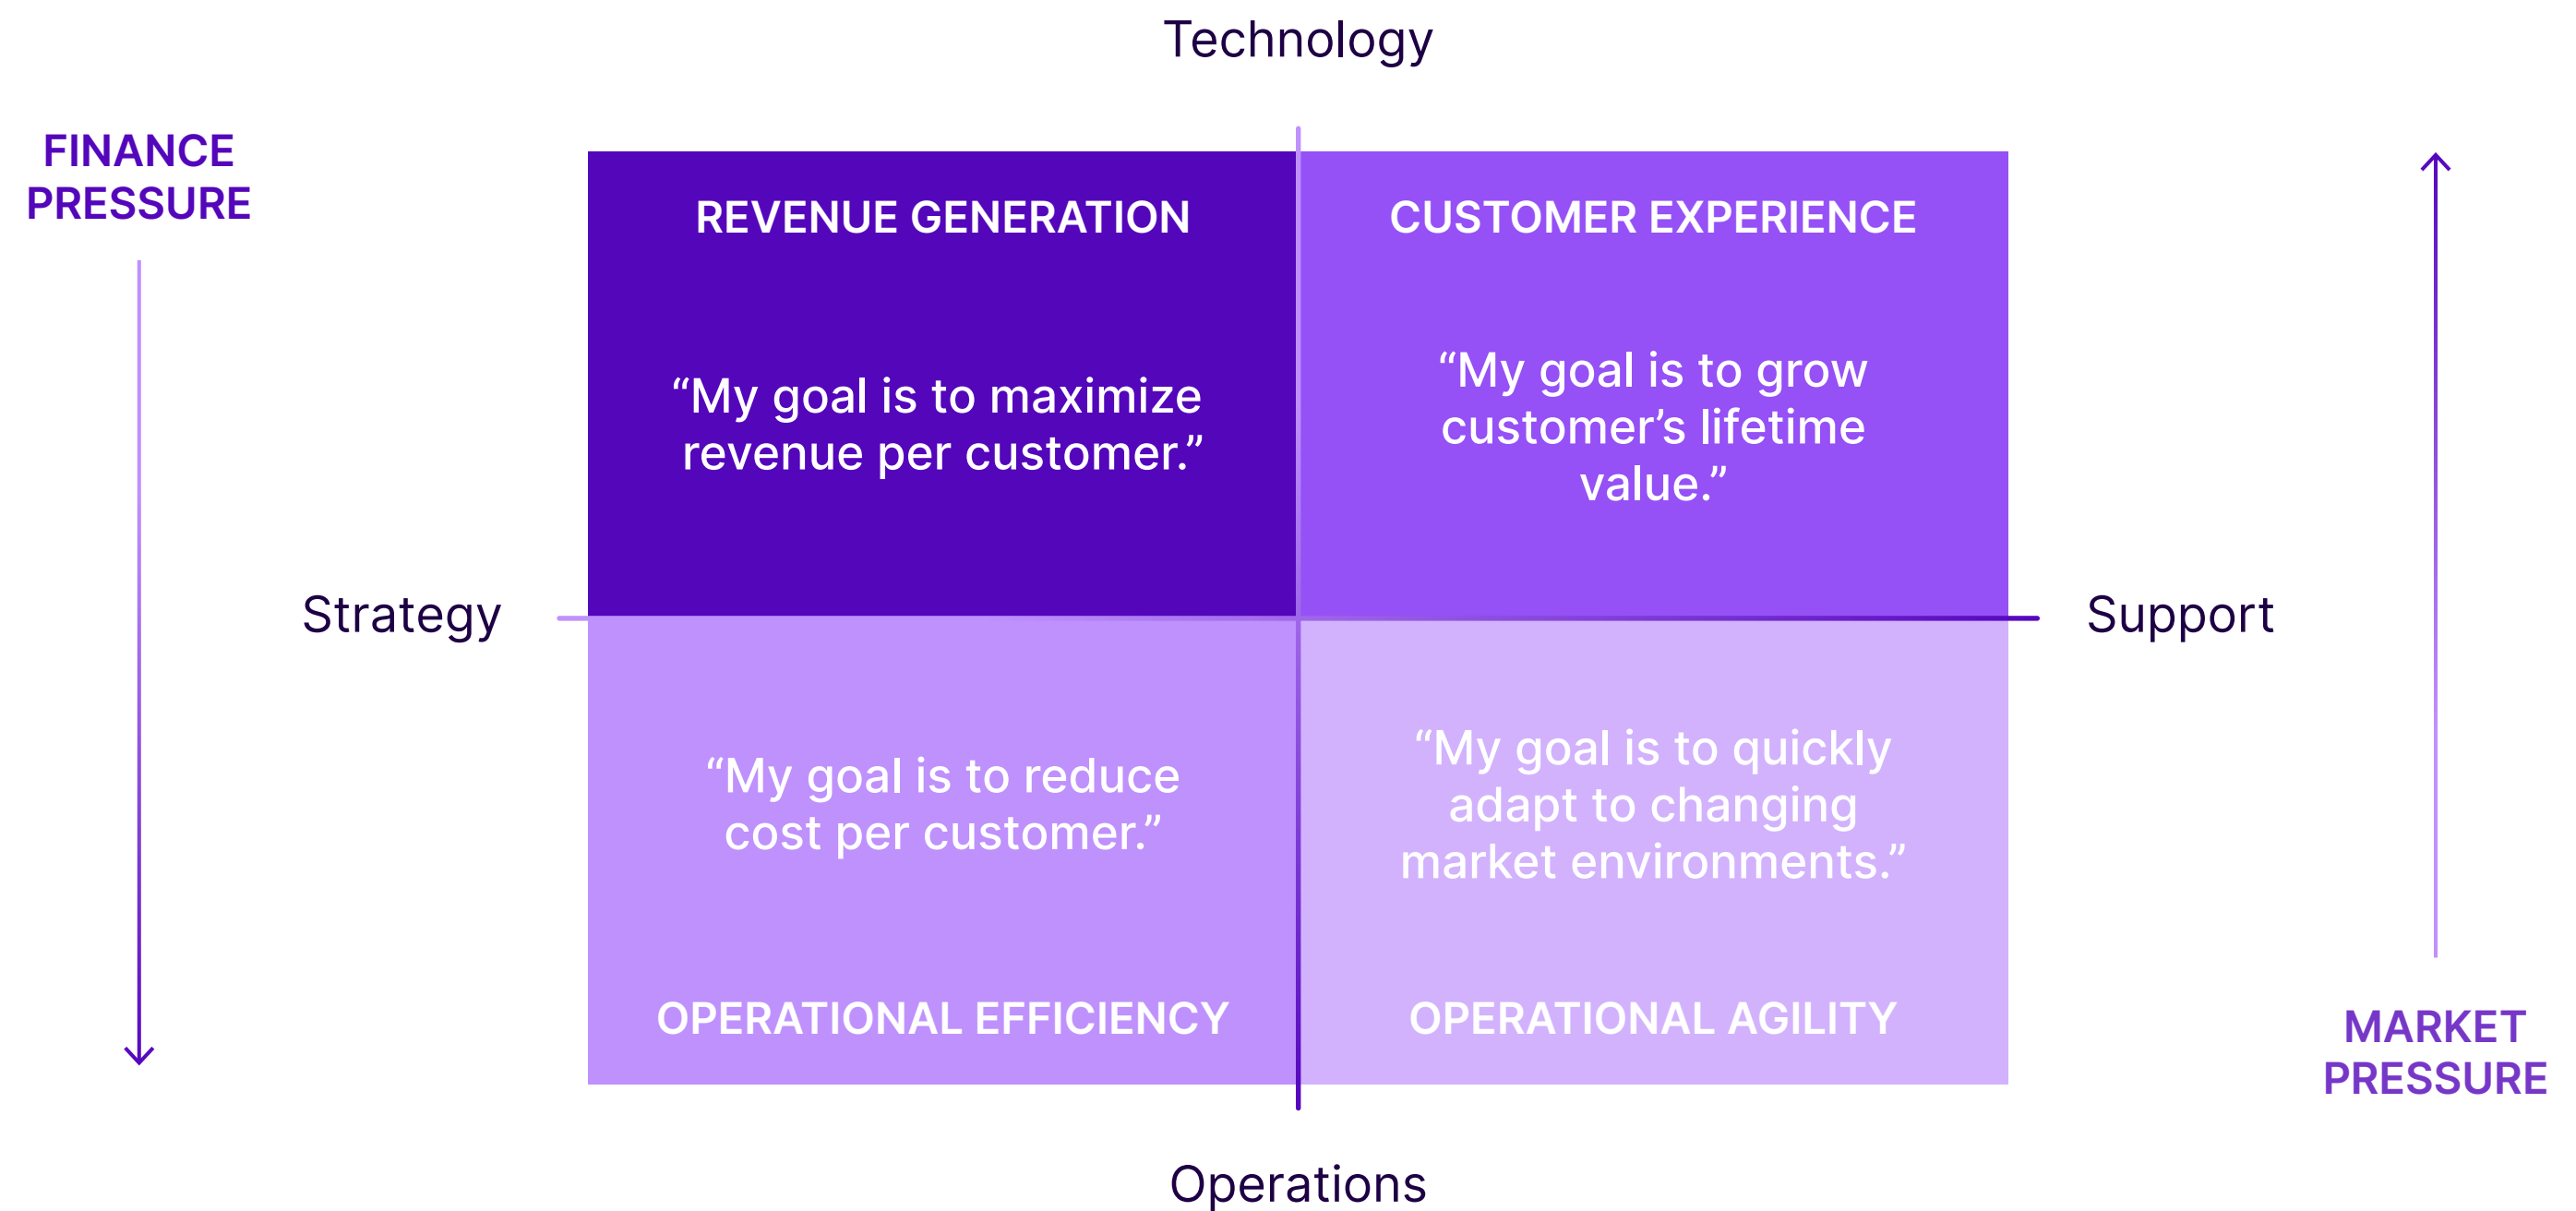 Technology
FINANCE
PRESSURE
REVENUE GENERATION
“My goal is to maximize
revenue per customer.”
CUSTOMER EXPERIENCE
“My goal is to grow
customer’s lifetime
value.”
Strategy
Support
“My goal is to reduce
cost per customer.”
OPERATIONAL EFFICIENCY
“My goal is to quickly
adapt to changing
market environments.”
OPERATIONAL AGILITY
MARKET
PRESSURE
Operations